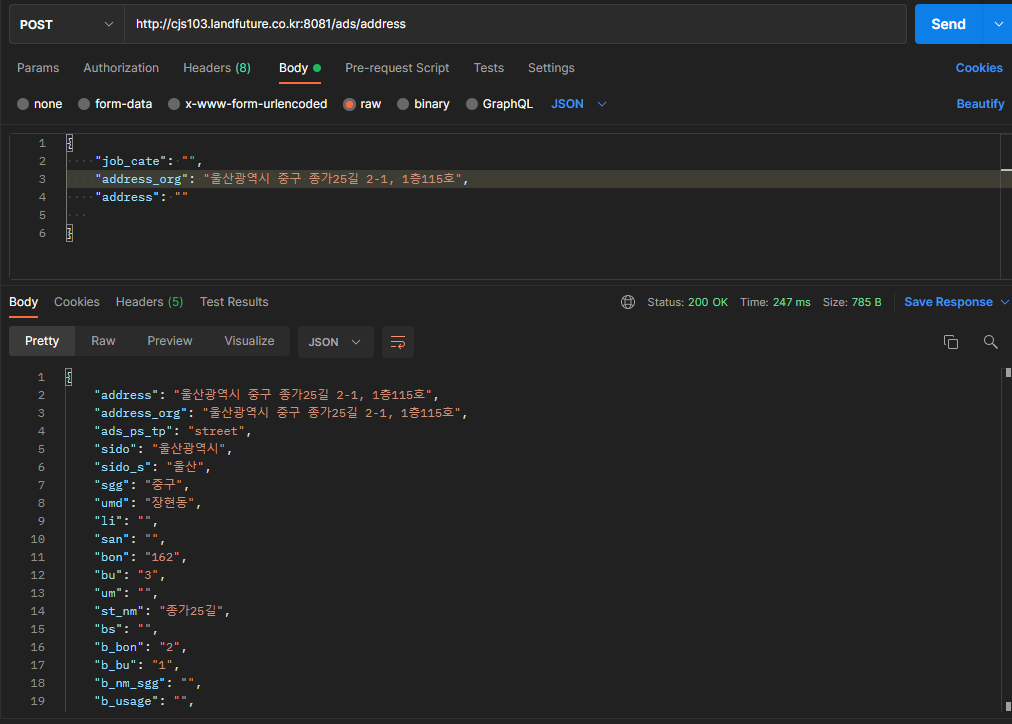 POST http://cjs103.landfuture.co.kr:8081/ads/address Send
Params Authorization Headers (8) Body Pre-request Script Tests Settings Cookies
none form-data x-www-form-urlencoded raw binary GraphQL JSON Beautify
1 {
2 "job_cate": "",
3 "address_org": "울산광역시 중구 종가25길 2-1, 1층115호",
4 "address": ""
5
6 }
Body Cookies Headers (5) Test Results Status: 200 OK Time: 247 ms Size: 785 B Save Response
Pretty Raw Preview Visualize JSON
1 {
2 "address": "울산광역시 중구 종가25길 2-1, 1층115호",
3 "address_org": "울산광역시 중구 종가25길 2-1, 1층115호",
4 "ads_ps_tp": "street",
5 "sido": "울산광역시",
6 "sido_s": "울산",
7 "sgg": "중구",
8 "umd": "장현동",
9 "li": "",
10 "san": "",
11 "bon": "162",
12 "bu": "3",
13 "um": "",
14 "st_nm": "종가25길",
15 "bs": "",
16 "b_bon": "2",
17 "b_bu": "1",
18 "b_nm_sgg": "",
19 "b_usage": "",